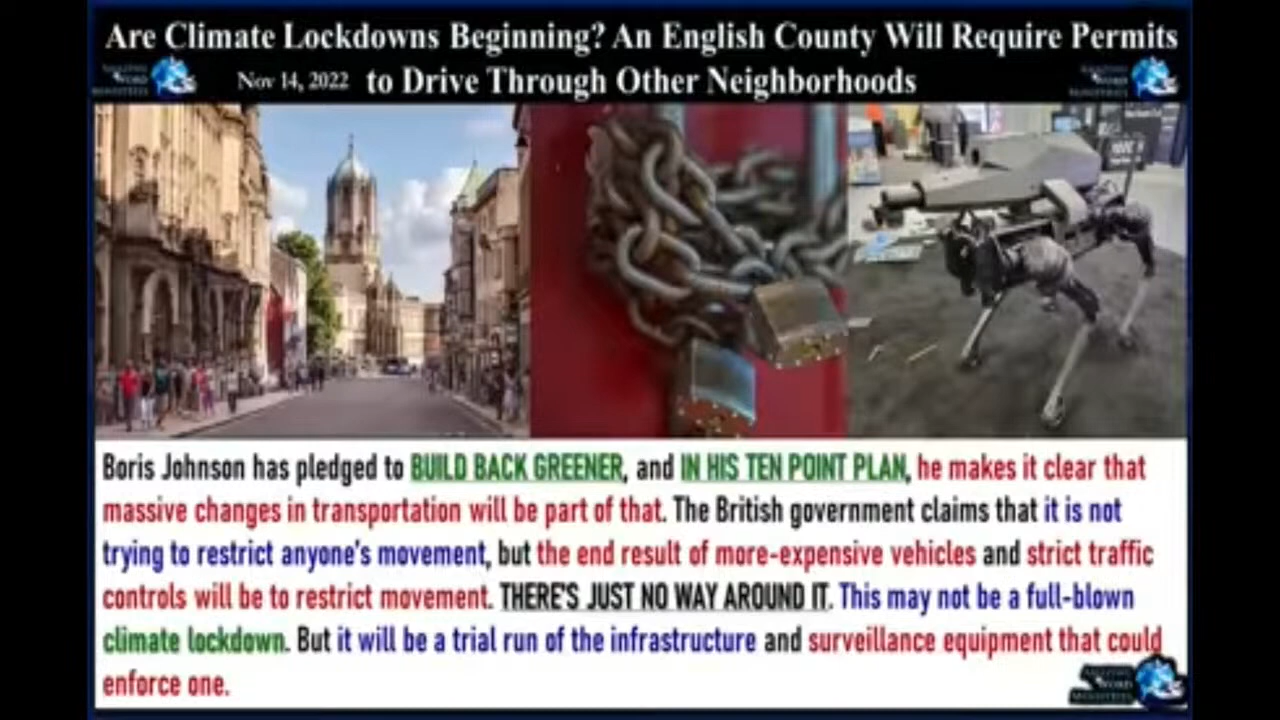 Are Climate Lockdowns Beginning? An English County Will Require Permits
Nov 14, 2022 to Drive Through Other Neighborhoods
Boris Johnson has pledged to BUILD BACK GREENER, and IN HIS TEN POINT PLAN, he makes it clear that
massive changes in transportation will be part of that. The British government claims that it is not
trying to restrict anyone's movement, but the end result of more-expensive vehicles and strict traffic
controls will be to restrict movement. THERE'S JUST NO WAY AROUND IT. This may not be a full-blown
climate lockdown. But it will be a trial run of the infrastructure and surveillance equipment that could
enforce one.